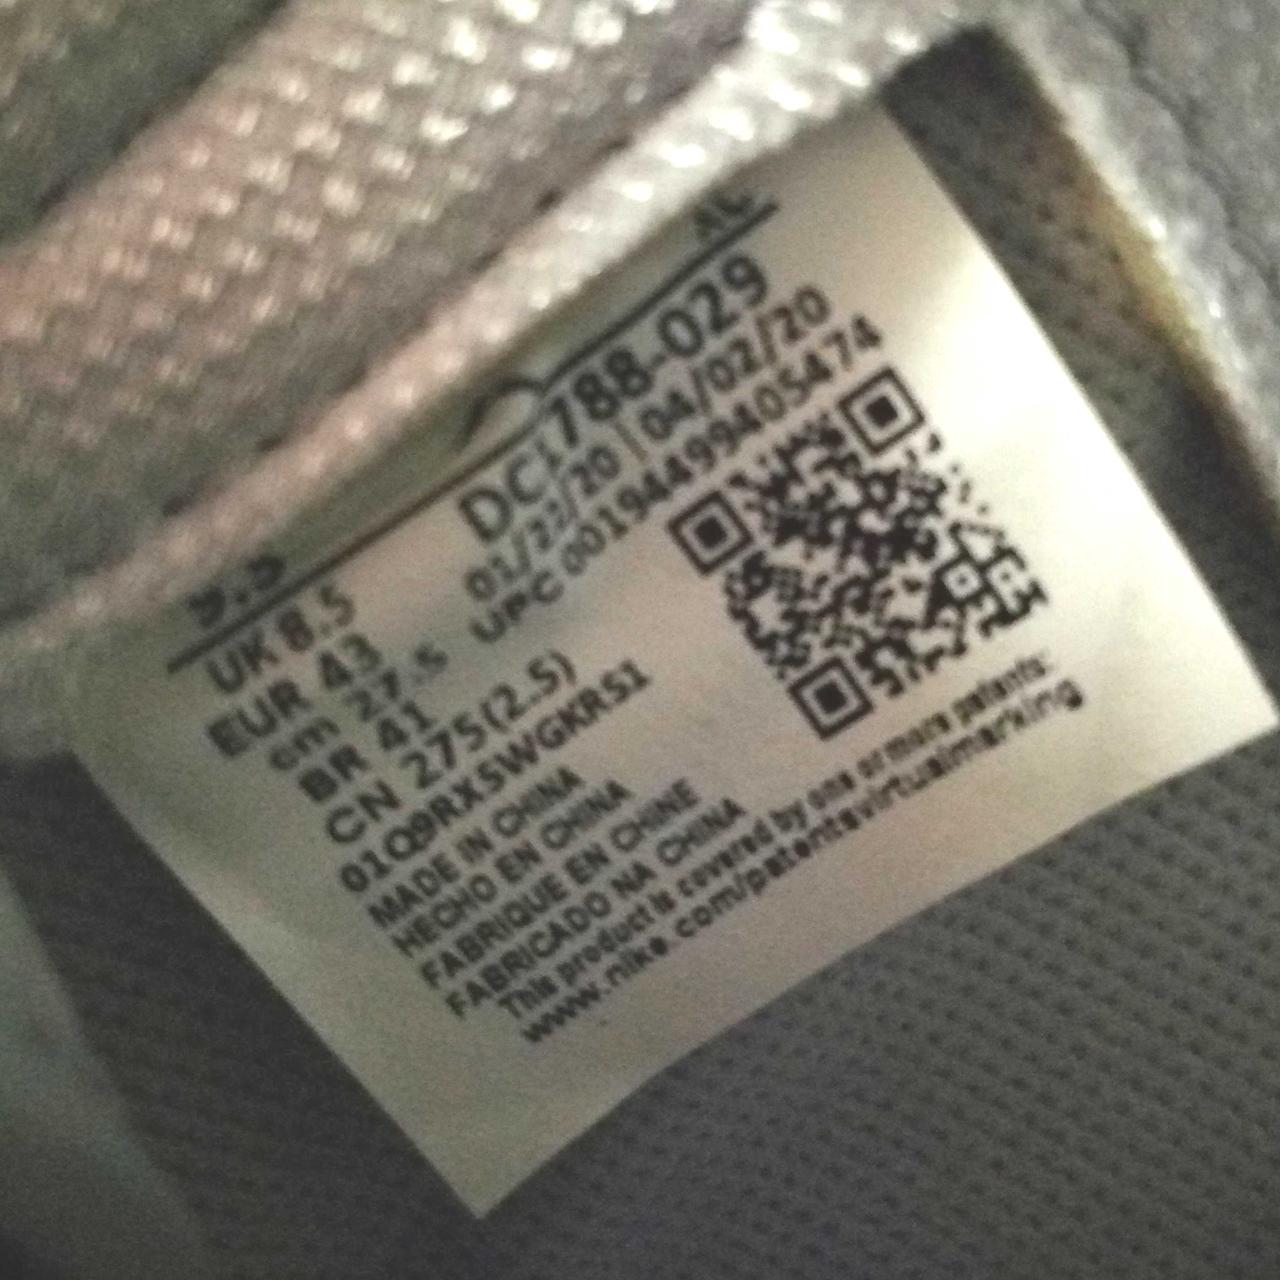 9.5
DC1788-029
UK 8.5
01/22/20 | 04/02/20
EUR 43
UPC 00194499405474
cm 27.5
BR 41
CN 275(2.5)
01Q9RX5WGKRS1
MADE IN CHINA
HECHO EN CHINA
FABRIQUE EN CHINE
FABRICADO NA CHINA
This product is covered by one or more patents:
www.nike.com/patentsvirtualmarking